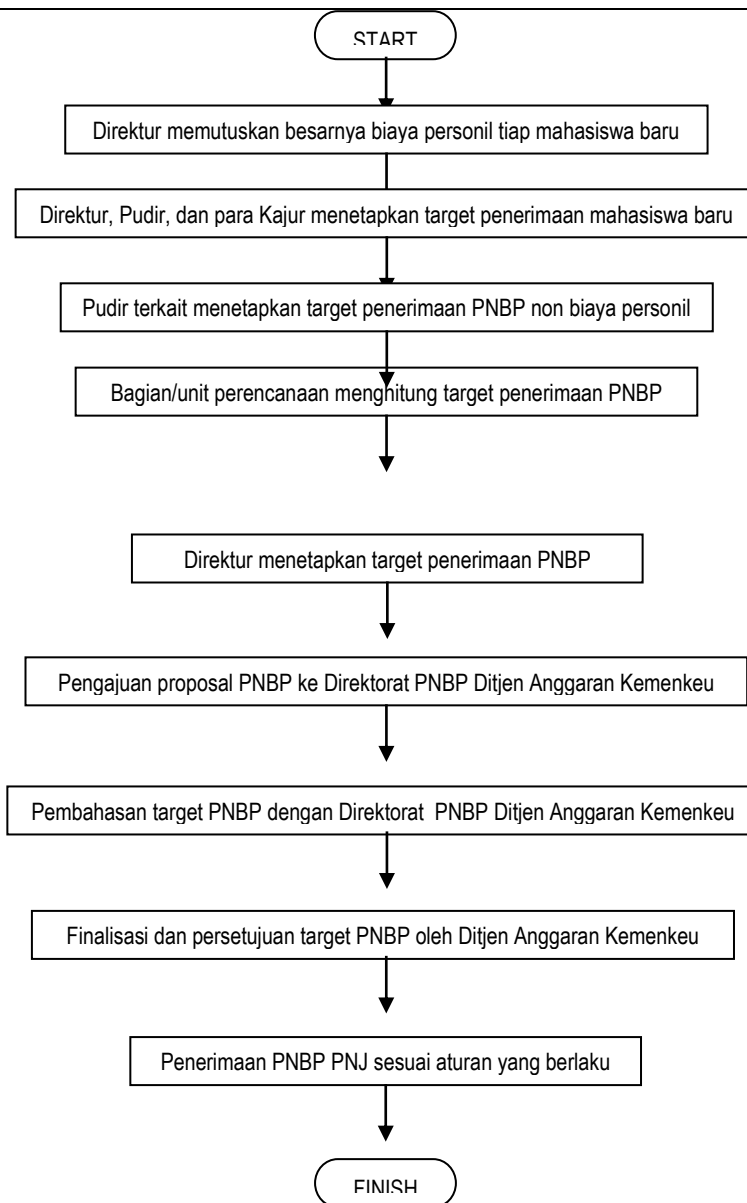 START
Direktur memutuskan besarnya biaya personil tiap mahasiswa baru
Direktur, Pudir, dan para Kajur menetapkan target penerimaan mahasiswa baru
Pudir terkait menetapkan target penerimaan PNBP non biaya personil
Bagian/unit perencanaan menghitung target penerimaan PNBP
Direktur menetapkan target penerimaan PNBP
Pengajuan proposal PNBP ke Direktorat PNBP Ditjen Anggaran Kemenkeu
Pembahasan target PNBP dengan Direktorat PNBP Ditjen Anggaran Kemenkeu
Finalisasi dan persetujuan target PNBP oleh Ditjen Anggaran Kemenkeu
Penerimaan PNBP PNJ sesuai aturan yang berlaku
FINISH